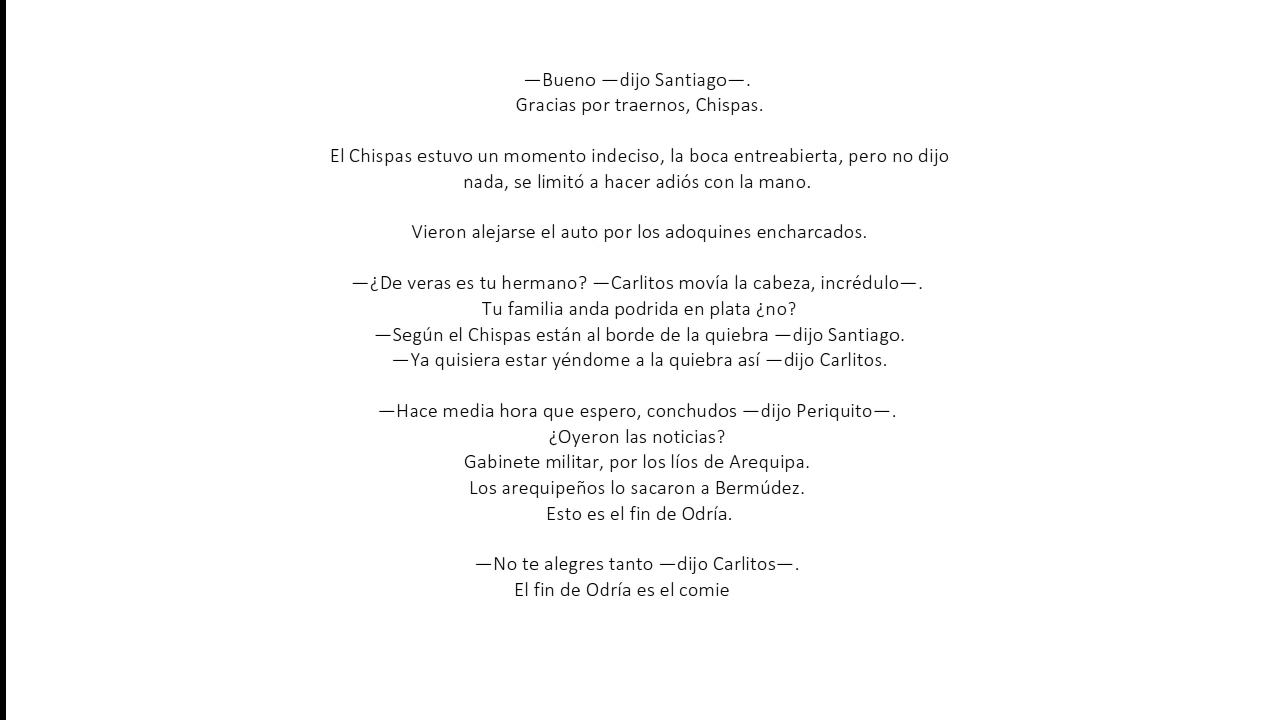 —Bueno —dijo Santiago—.
Gracias por traernos, Chispas.
El Chispas estuvo un momento indeciso, la boca entreabierta, pero no dijo
nada, se limitó a hacer adiós con la mano.
Vieron alejarse el auto por los adoquines encharcados.
—¿De veras es tu hermano? —Carlitos movía la cabeza, incrédulo—.
Tu familia anda podrida en plata ¿no?
—Según el Chispas están al borde de la quiebra —dijo Santiago.
—Ya quisiera estar yéndome a la quiebra así —dijo Carlitos.
—Hace media hora que espero, conchudos —dijo Periquito—.
¿Oyeron las noticias?
Gabinete militar, por los líos de Arequipa.
Los arequipeños lo sacaron a Bermúdez.
Esto es el fin de Odría.
—No te alegres tanto —dijo Carlitos—.
El fin de Odría es el comie